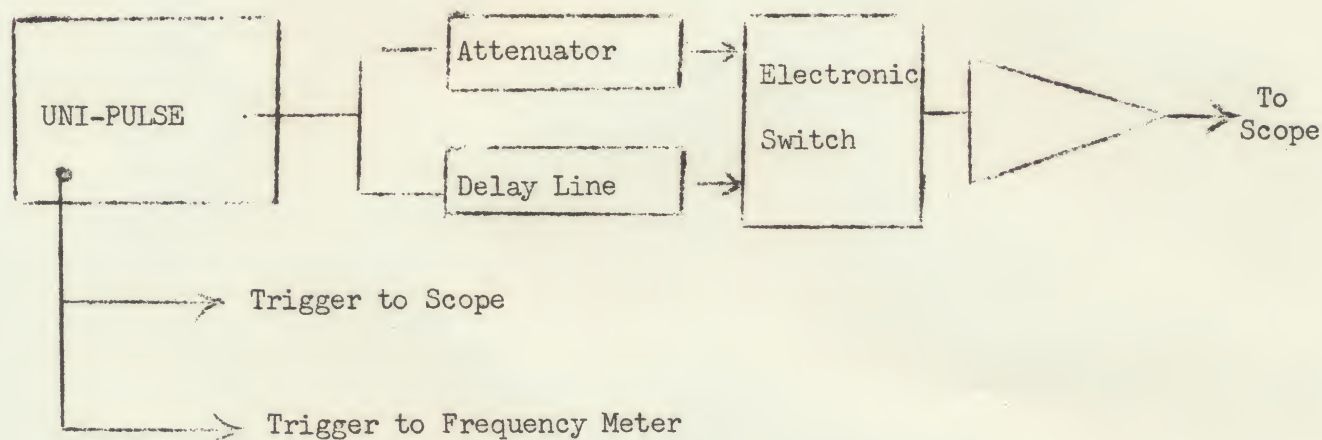 Attenuator
UNI-PULSE
Delay Line
Electronic
Switch
To
Scope
Trigger to Scope
Trigger to Frequency Meter